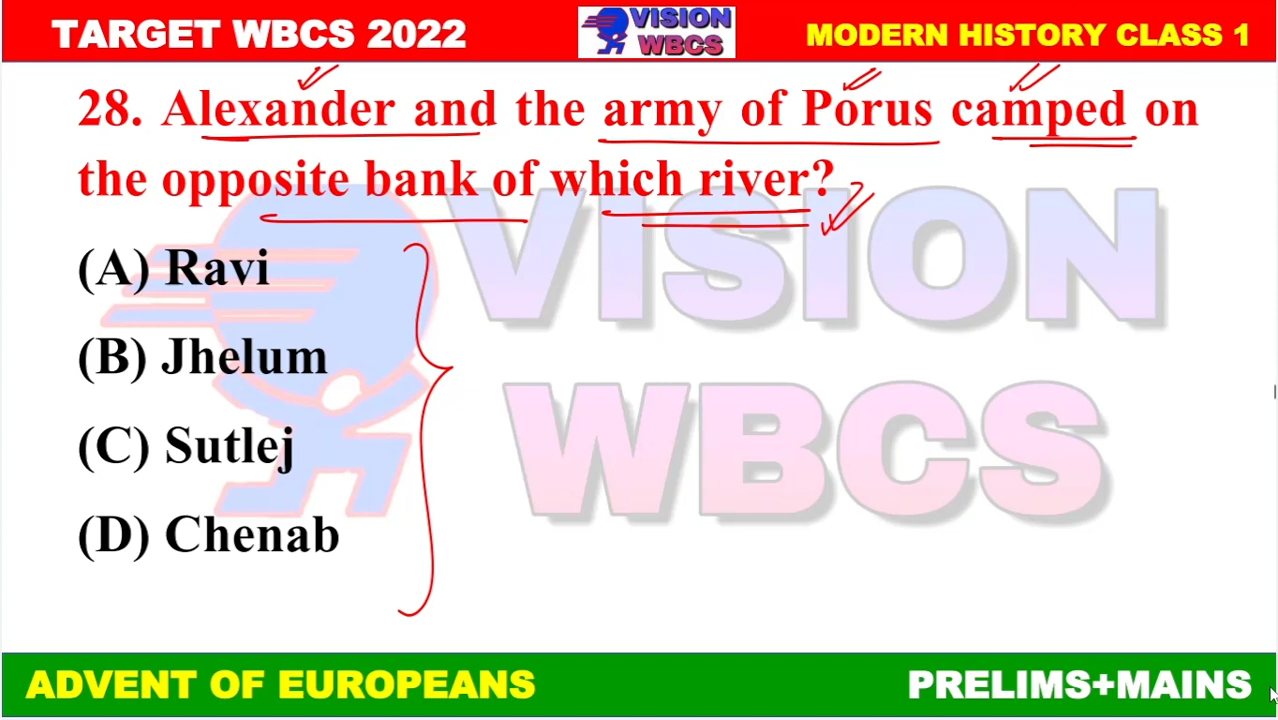 TARGET WBCS 2022
VISION
WBCS
MODERN HISTORY CLASS 1
28. Alexander and the army of Porus camped on
the opposite bank of which river?
(A) Ravi
(B) Jhelum
(C) Sutlej
(D) Chenab
VISION
WBCS
ADVENT OF EUROPEANS
PRELIMS+MAINS